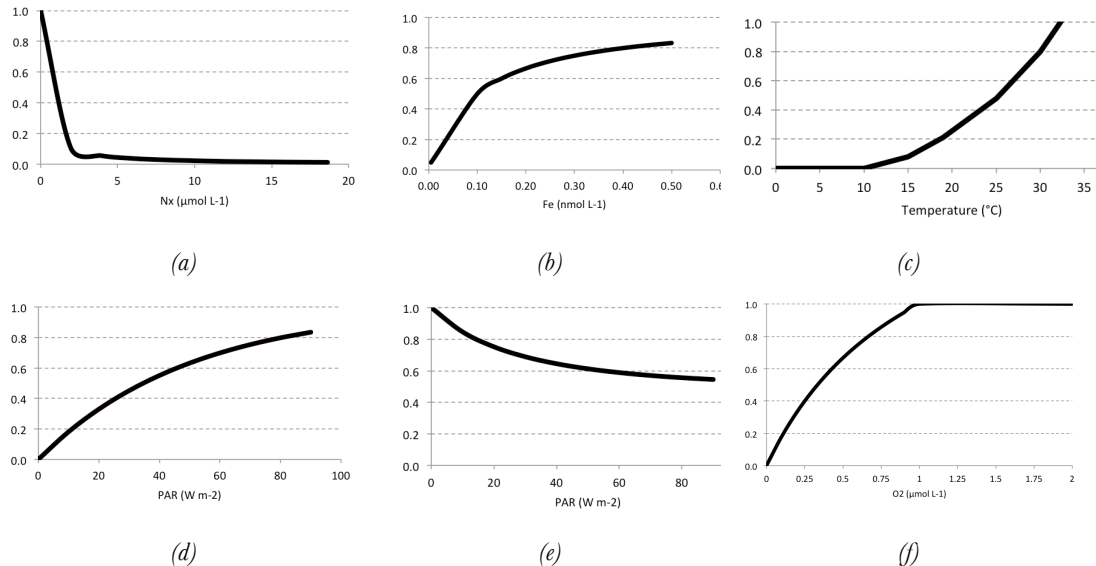 1.0
0.8
0.6
0.4
0.2
0.0
0 5 10 15 20
Nx (µmol L-1)
(a)
1.0
0.8
0.6
0.4
0.2
0.0
0.00 0.10 0.20 0.30 0.40 0.50 0.6
Fe (nmol L-1)
(b)
1.0
0.8
0.6
0.4
0.2
0.0
0 5 10 15 20 25 30 35
Temperature (°C)
(c)
1.0
0.8
0.6
0.4
0.2
0.0
0 20 40 60 80 100
PAR (W m-2)
(d)
1.0
0.8
0.6
0.4
0.2
0.0
0 20 40 60 80
PAR (W m-2)
(e)
1.0
0.8
0.6
0.4
0.2
0.0
0 0.25 0.5 0.75 1 1.25 1.5 1.75 2
O2 (µmol L-1)
(f)